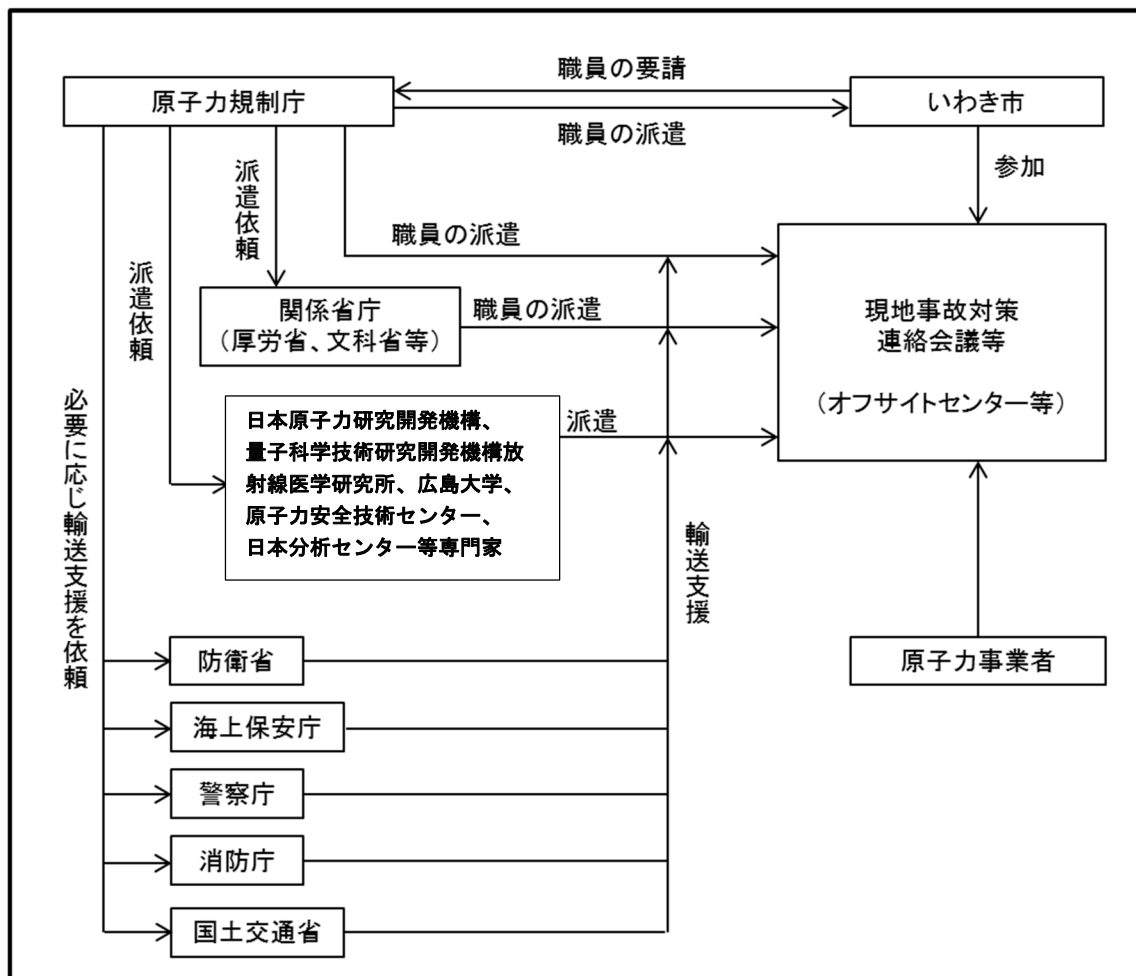 職員の要請
原子力規制庁
いわき市
職員の派遣
参加
派遣依頼
派遣依頼
職員の派遣
関係省庁
（厚労省、文科省等）
職員の派遣
現地事故対策
連絡会議等
（オフサイトセンター等）
日本原子力研究開発機構、
量子科学技術研究開発機構放
射線医学研究所、広島大学、
原子力安全技術センター、
日本分析センター等専門家
派遣
必要に応じ輸送支援を依頼
輸送支援
防衛省
原子力事業者
海上保安庁
警察庁
消防庁
国土交通省